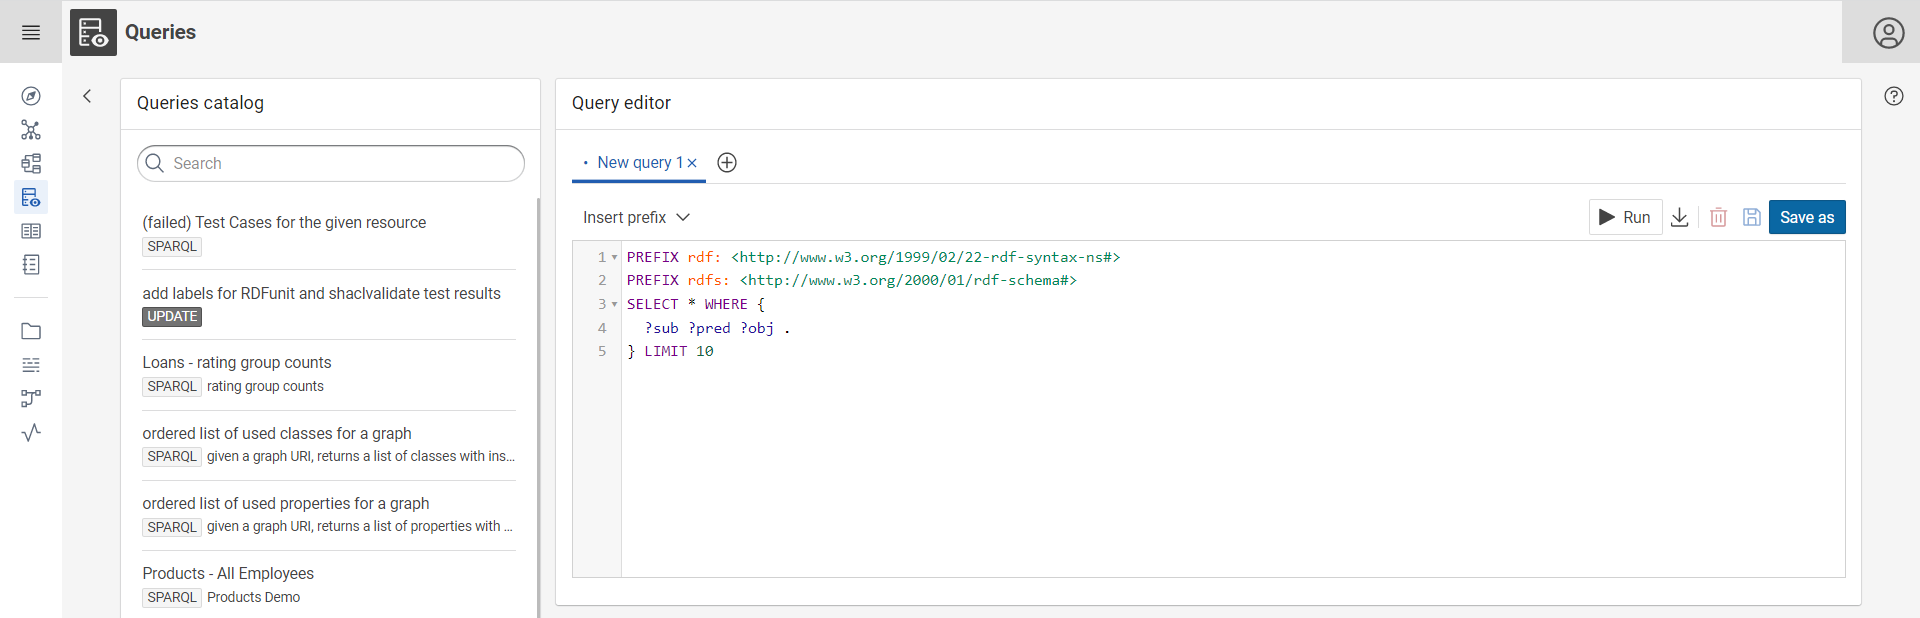 Queries
Queries catalog
Search
(failed) Test Cases for the given resource
SPARQL
add labels for RDFunit and shaclvalidate test results
UPDATE
Loans - rating group counts
SPARQL rating group counts
ordered list of used classes for a graph
SPARQL given a graph URI, returns a list of classes with ins...
ordered list of used properties for a graph
SPARQL given a graph URI, returns a list of properties with ...
Products - All Employees
SPARQL Products Demo
Query editor
• New query 1 ×
Insert prefix
Run Save as
1 PREFIX rdf: <http://www.w3.org/1999/02/22-rdf-syntax-ns#>
2 PREFIX rdfs: <http://www.w3.org/2000/01/rdf-schema#>
3 SELECT * WHERE {
4   ?sub ?pred ?obj .
5 } LIMIT 10